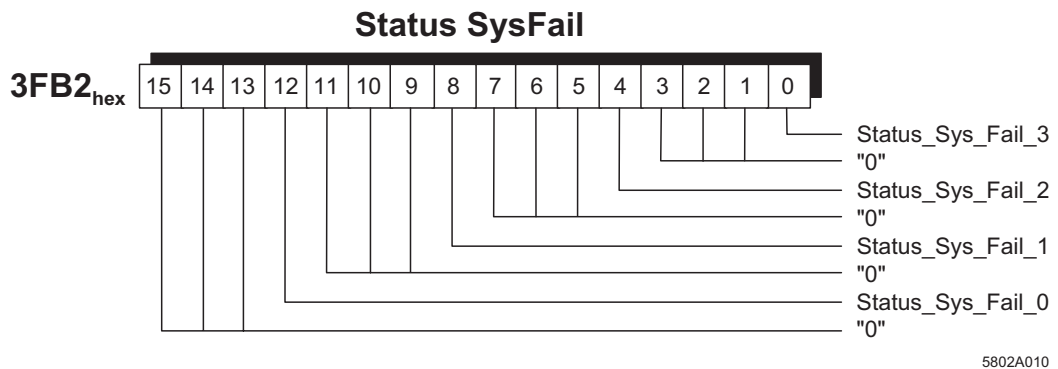 Status SysFail
3FB2hex 15 14 13 12 11 10 9 8 7 6 5 4 3 2 1 0
Status_Sys_Fail_3
"0"
Status_Sys_Fail_2
"0"
Status_Sys_Fail_1
"0"
Status_Sys_Fail_0
"0"
5802A010